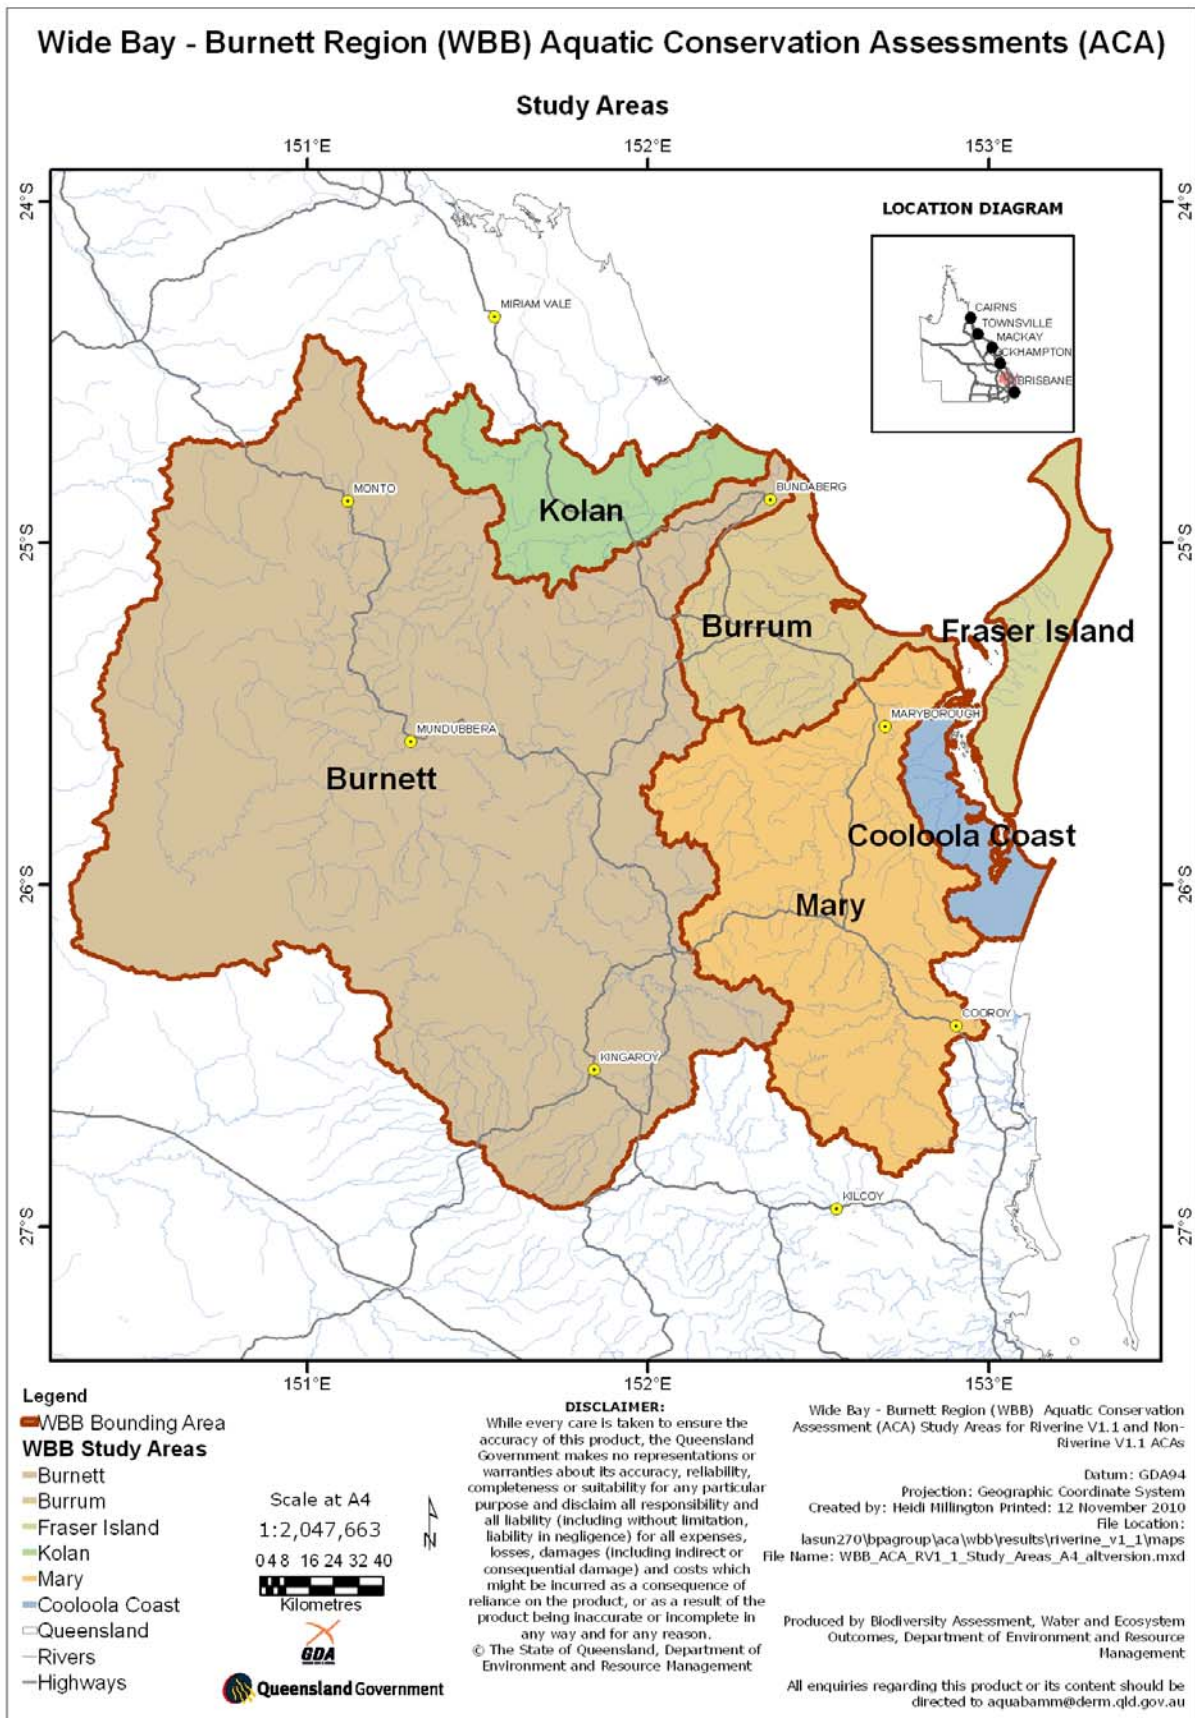 Wide Bay - Burnett Region (WBB) Aquatic Conservation Assessments (ACA)
Study Areas
151°E 152°E 153°E
24°S 24°S
LOCATION DIAGRAM
CAIRNS
TOWNSVILLE
MACKAY
CKHAMPTON
BRISBANE
MIRIAM VALE
MONTO
BUNDABERG
Kolan
25°S 25°S
Burrum
Fraser Island
MARYBOROUGH
MUNDUBBERA
Burnett
Cooloola Coast
26°S 26°S
Mary
COOROY
KINGAROY
KILCOY
27°S 27°S
151°E 152°E 153°E
Legend
WBB Bounding Area
WBB Study Areas
Burnett
Burrum
Fraser Island
Kolan
Mary
Cooloola Coast
Queensland
Rivers
Highways
Scale at A4
1:2,047,663
N
0 4 8 16 24 32 40
Kilometres
GDA
Queensland Government
DISCLAIMER:
While every care is taken to ensure the
accuracy of this product, the Queensland
Government makes no representations or
warranties about its accuracy, reliability,
completeness or suitability for any particular
purpose and disclaim all responsibility and
all liability (including without limitation,
liability in negligence) for all expenses,
losses, damages (including indirect or
consequential damage) and costs which
might be incurred as a consequence of
reliance on the product, or as a result of the
product being inaccurate or incomplete in
any way and for any reason.
© The State of Queensland, Department of
Environment and Resource Management
Wide Bay - Burnett Region (WBB) Aquatic Conservation
Assessment (ACA) Study Areas for Riverine V1.1 and Non-
Riverine V1.1 ACAs
Datum: GDA94
Projection: Geographic Coordinate System
Created by: Heidi Millington Printed: 12 November 2010
File Location:
lasun270\bpagroup\aca\wbb\results\riverine_v1_1\maps
File Name: WBB_ACA_RV1_1_Study_Areas_A4_altversion.mxd
Produced by Biodiversity Assessment, Water and Ecosystem
Outcomes, Department of Environment and Resource
Management
All enquiries regarding this product or its content should be
directed to aquabamm@derm.qld.gov.au